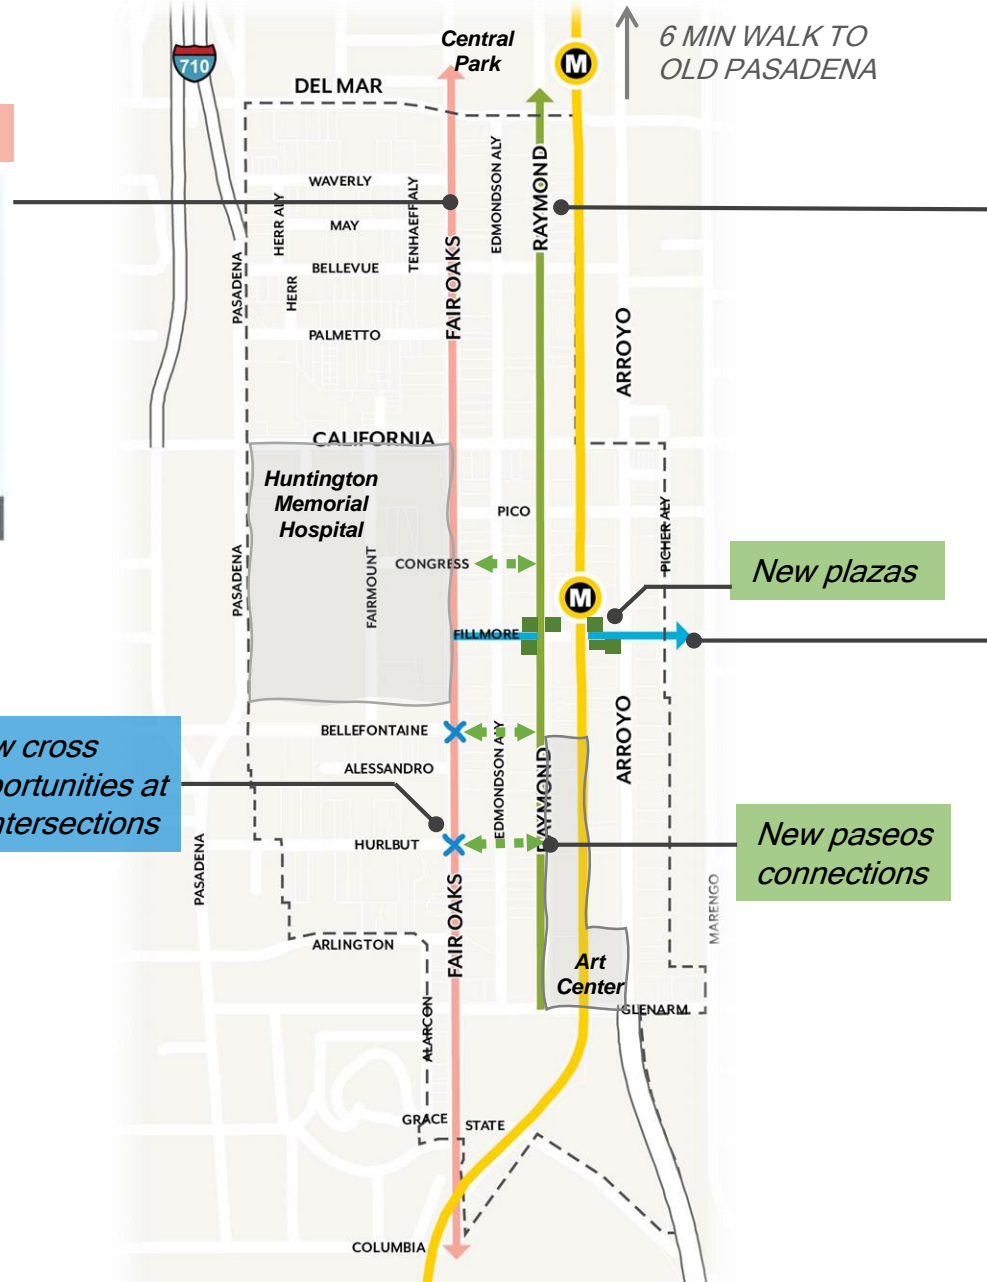 6 MIN WALK TO
OLD PASADENA
Central
Park
M
710
DEL MAR
WAVERLY
HERR ALY
TENHAEFF ALY
EDMONDSON ALY
RAYMOND
MAY
FAIR OAKS
BELLEVUE
PASADENA
HERR
PALMETTO
ARROYO
CALIFORNIA
Huntington
Memorial
Hospital
PICO
PICHER ALY
CONGRESS
PASADENA
FAIRMOUNT
New plazas
M
FILLMORE
BELLEFONTAINE
EDMONDSON ALY
ARROYO
RAYMOND
w cross
portunities at
ntersections
ALESSANDRO
HURLBUT
New paseos
connections
PASADENA
FAIR OAKS
MARENGO
ARLINGTON
Art
Center
GLENARM
ALARCON
GRACE
STATE
COLUMBIA